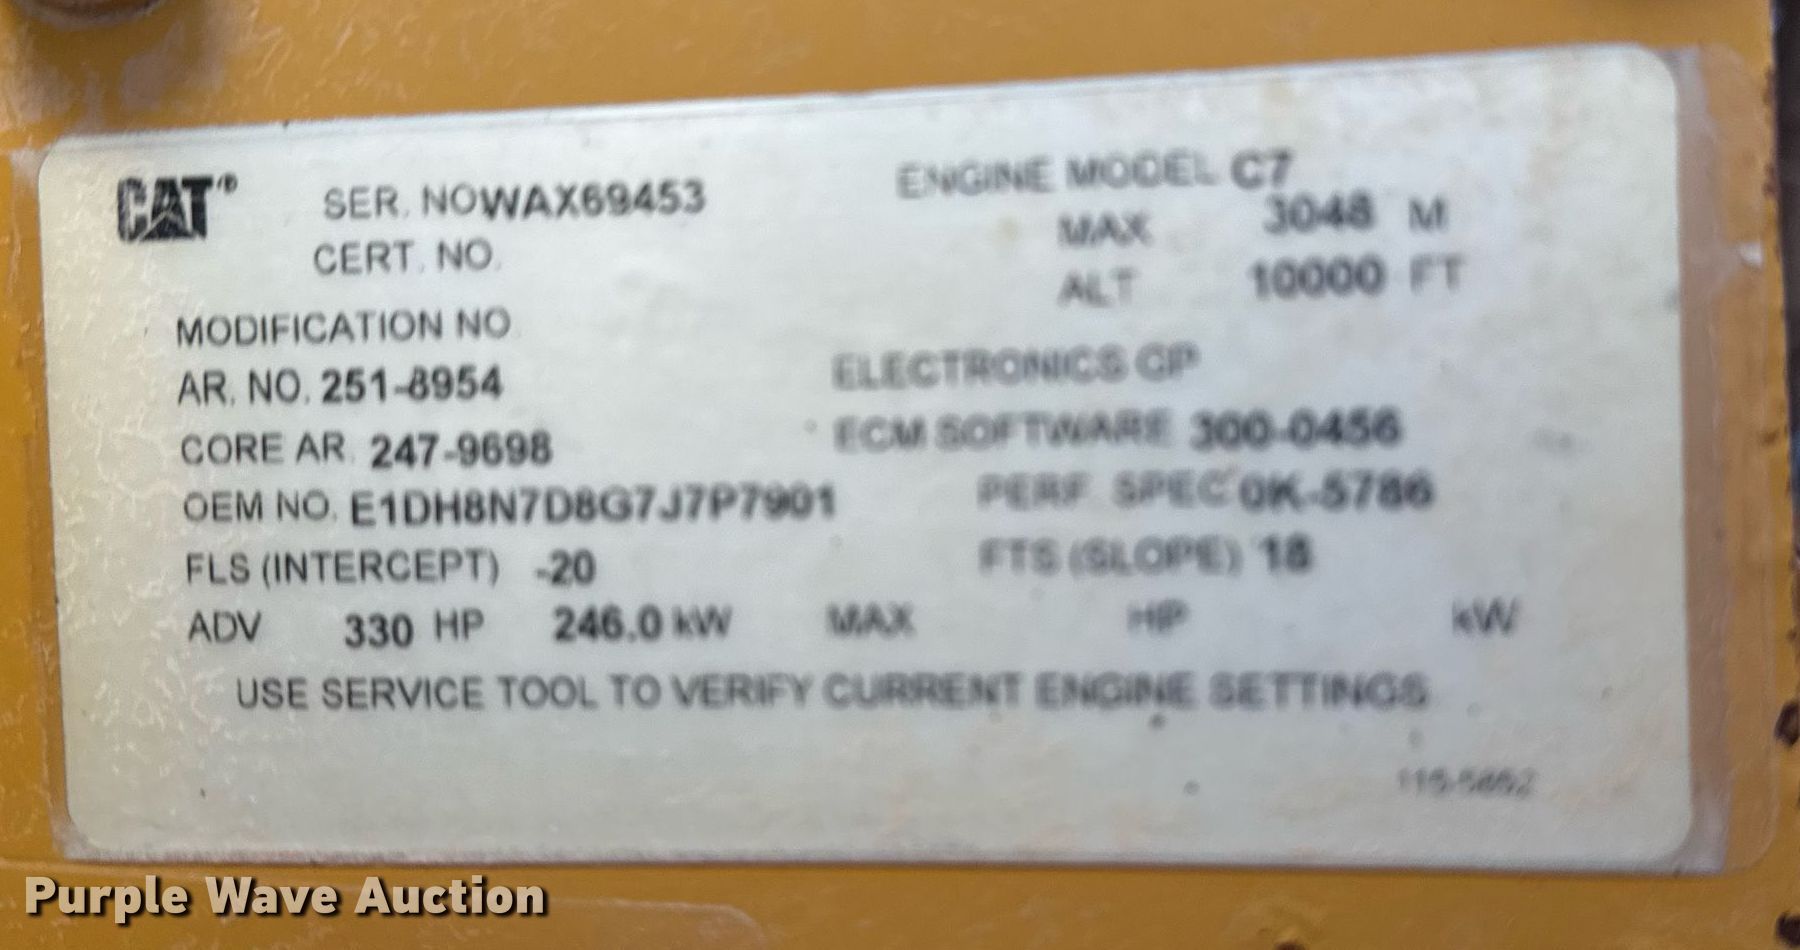 CAT® SER. NO WAX69453 ENGINE MODEL C7
CERT. NO. MAX 3048 M
ALT 10000 FT
MODIFICATION NO
AR. NO. 251-8954 ELECTRONICS GP
CORE AR. 247-9698 ECM SOFTWARE 300-0456
OEM NO. E1DH8N7D8G7J7P7901 PERF. SPEC 0K-5786
FLS (INTERCEPT) -20 FTS (SLOPE) 18
ADV 330 HP 246.0 kW MAX HP kW
USE SERVICE TOOL TO VERIFY CURRENT ENGINE SETTINGS
Purple Wave Auction